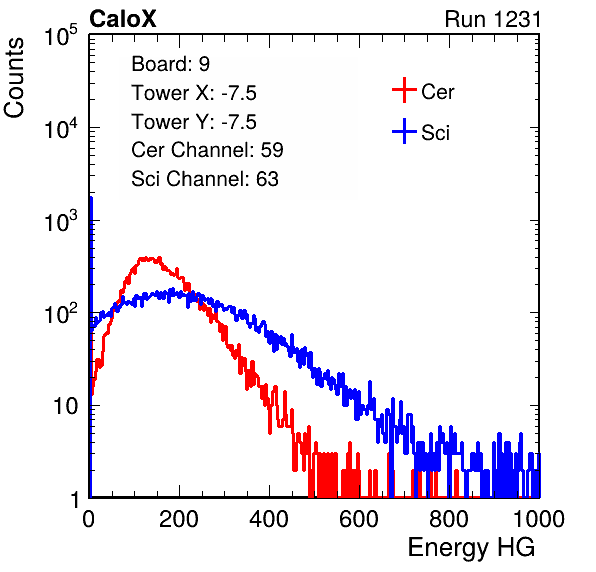 CaloX Run 1231
Counts
Board: 9
Tower X: -7.5
Tower Y: -7.5
Cer Channel: 59
Sci Channel: 63
Cer
Sci
10^5
10^4
10^3
10^2
10
1
0 200 400 600 800 1000
Energy HG